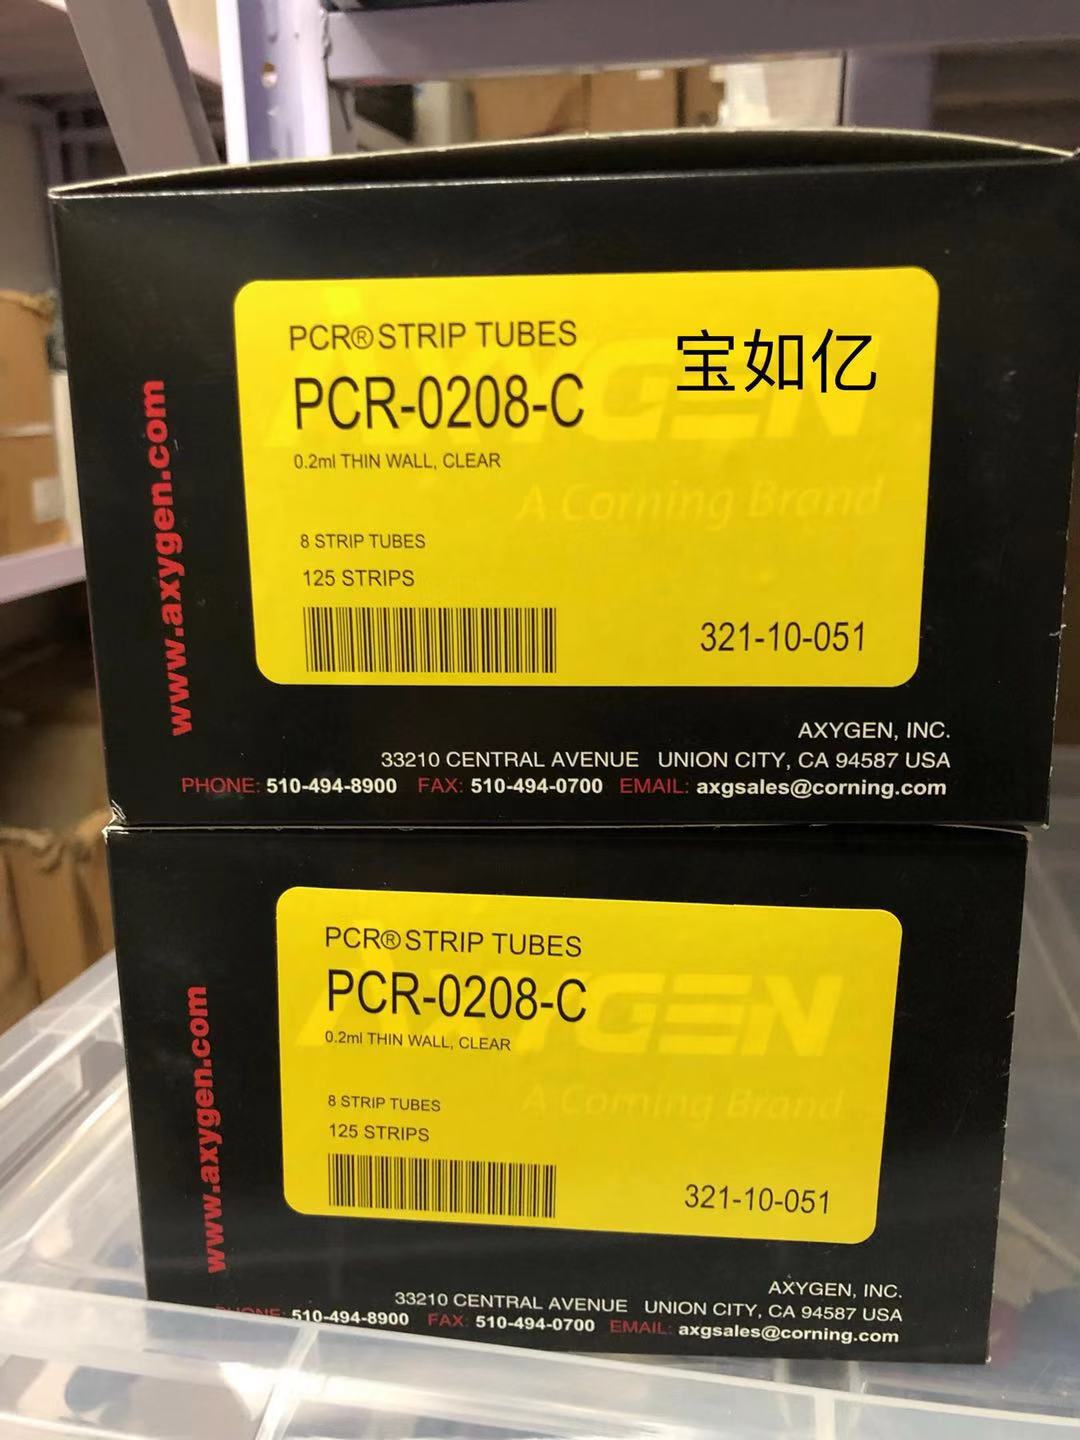 PCR® STRIP TUBES
宝如亿
PCR-0208-C
AXYGEN
0.2ml THIN WALL, CLEAR
A Corning Brand
8 STRIP TUBES
125 STRIPS
321-10-051
www.axygen.com
AXYGEN, INC.
33210 CENTRAL AVENUE UNION CITY, CA 94587 USA
PHONE: 510-494-8900 FAX: 510-494-0700 EMAIL: axgsales@corning.com
PCR® STRIP TUBES
PCR-0208-C
AXYGEN
0.2ml THIN WALL, CLEAR
A Corning Brand
8 STRIP TUBES
125 STRIPS
321-10-051
www.axygen.com
AXYGEN, INC.
33210 CENTRAL AVENUE UNION CITY, CA 94587 USA
PHONE: 510-494-8900 FAX: 510-494-0700 EMAIL: axgsales@corning.com